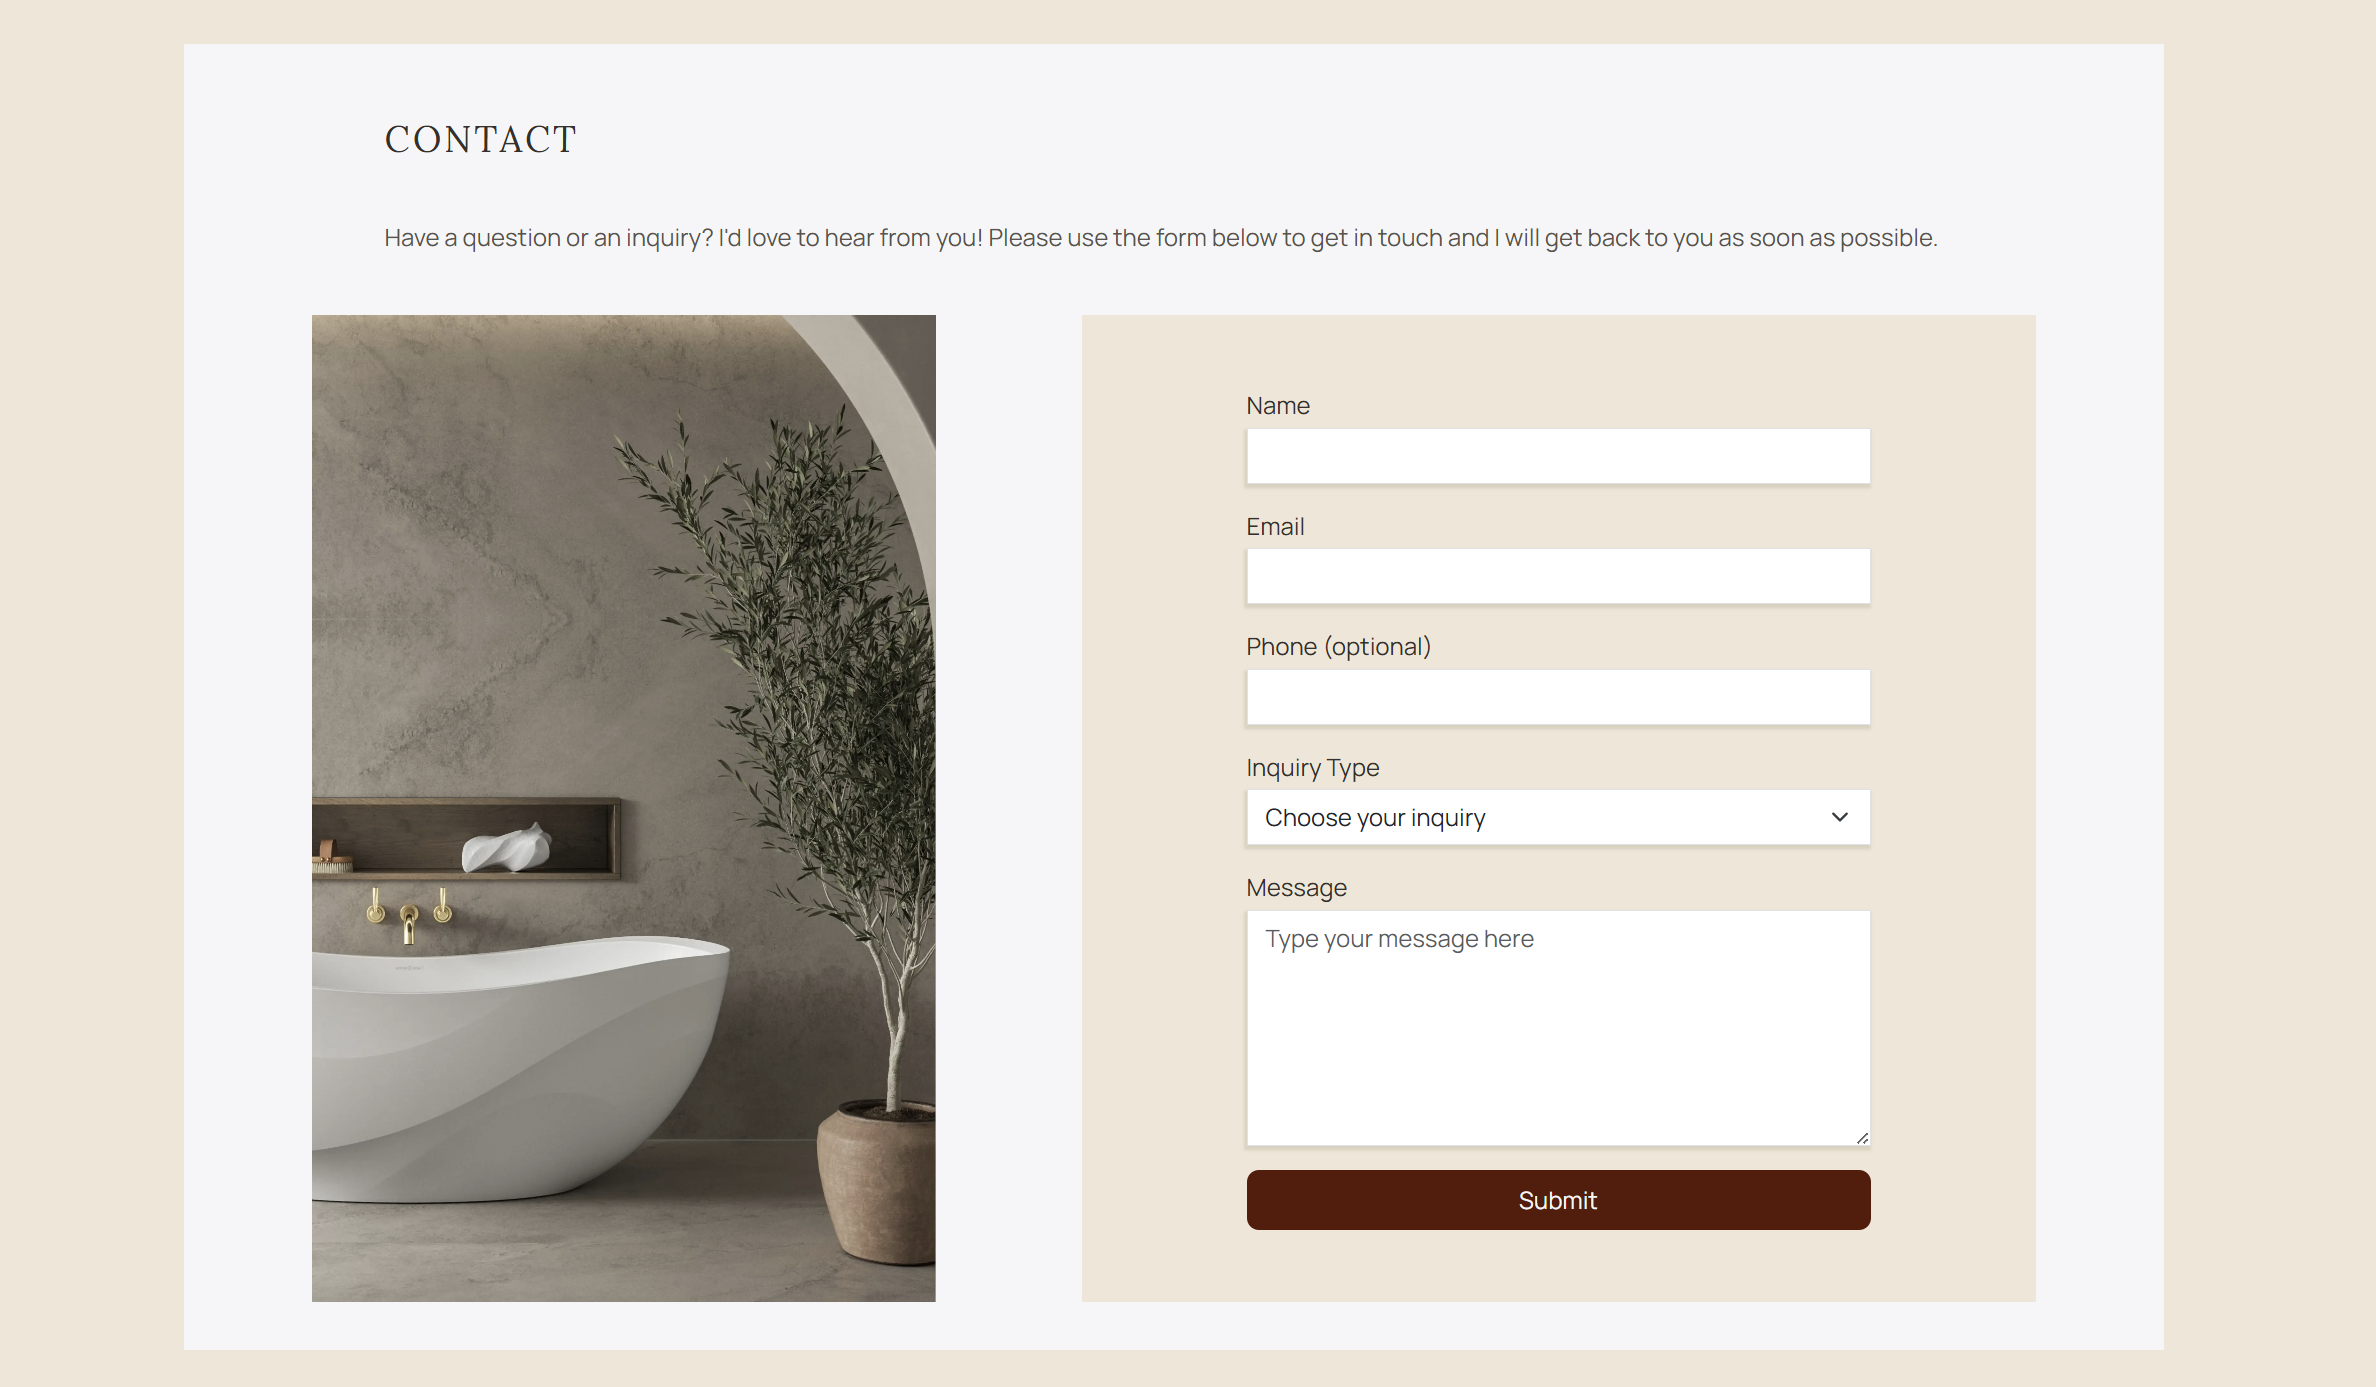 CONTACT
Have a question or an inquiry? I'd love to hear from you! Please use the form below to get in touch and I will get back to you as soon as possible.
Name
Email
Phone (optional)
Inquiry Type
Choose your inquiry
Message
Type your message here
Submit